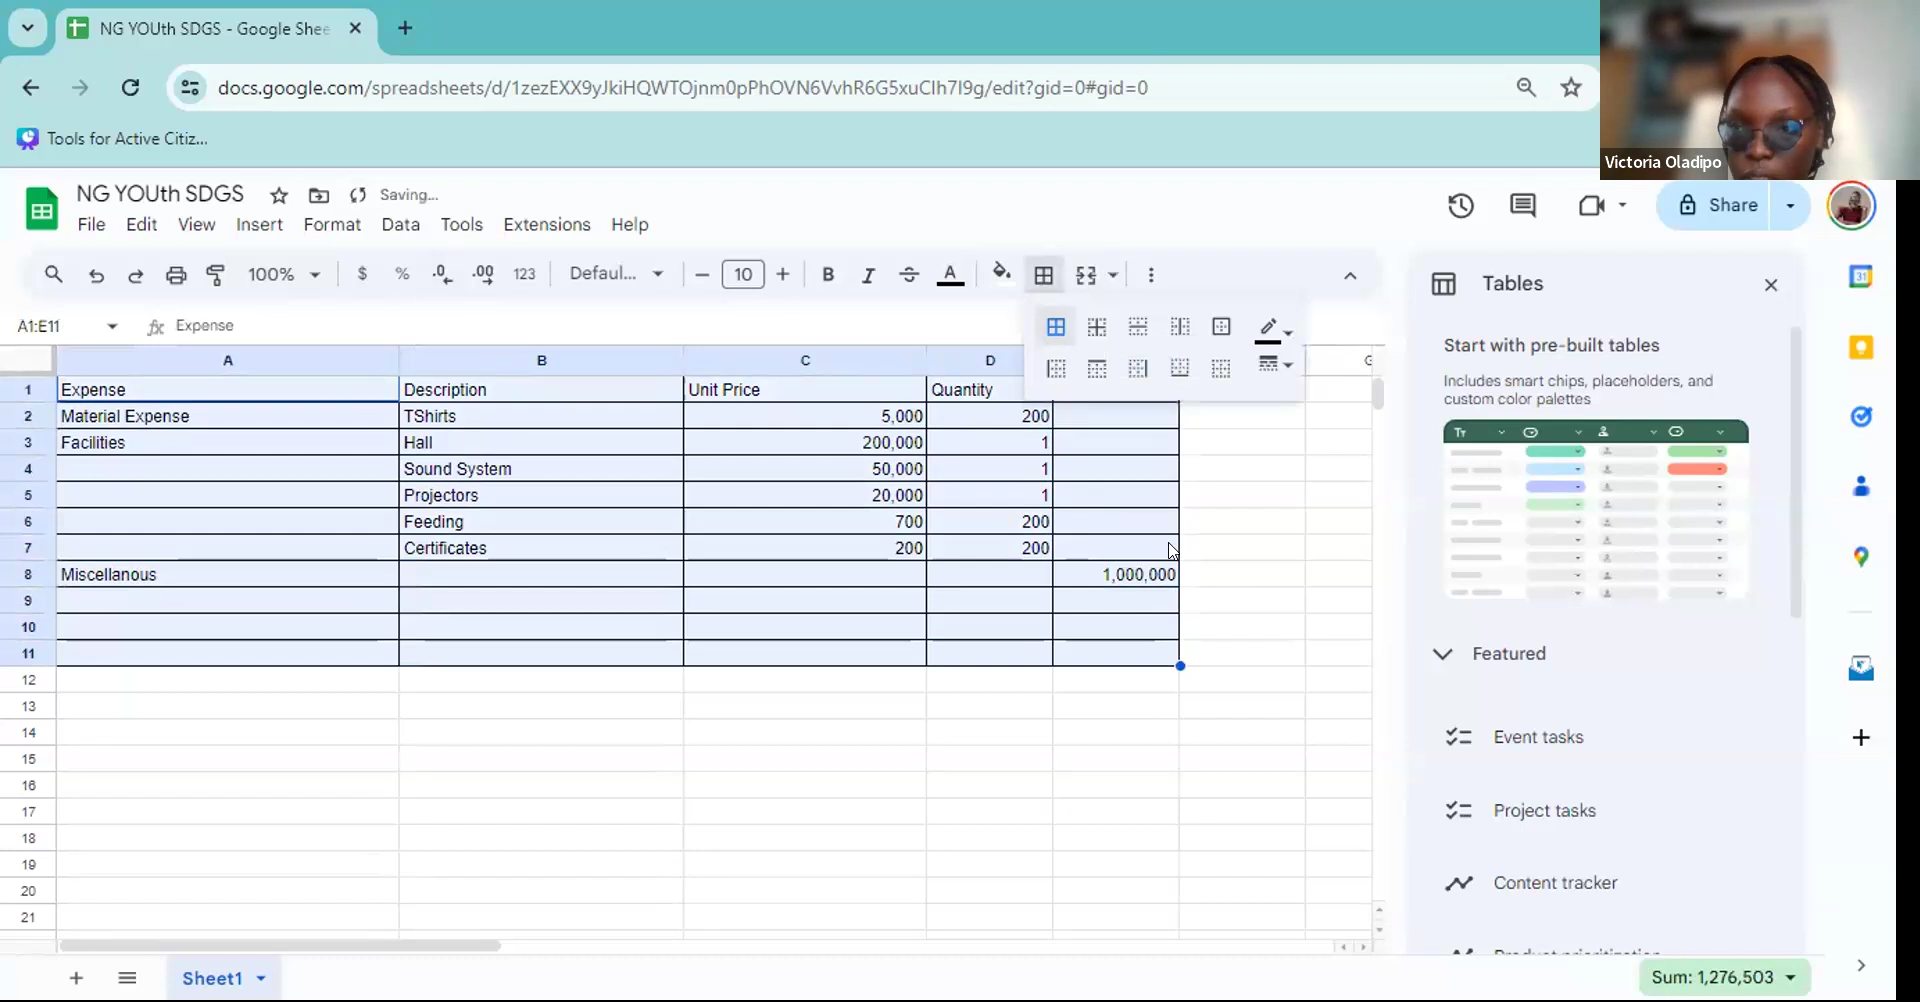 NG YOUth SDGS - Google Shee
docs.google.com/spreadsheets/d/1zezEXX9yJkiHQWTOjnm0pPhOVN6VvhR6G5xuClh7I9g/edit?gid=0#gid=0
Tools for Active Citiz...
Victoria Oladipo
NG YOUth SDGS Saving...
File Edit View Insert Format Data Tools Extensions Help
Share
100% $ % .0 .00 123 Defaul... 10 B I A
A1:E11 Expense
A B C D G
1 Expense Description Unit Price Quantity
2 Material Expense TShirts 5,000 200
3 Facilities Hall 200,000 1
4 Sound System 50,000 1
5 Projectors 20,000 1
6 Feeding 700 200
7 Certificates 200 200
8 Miscellanous 1,000,000
9
10
11
12
13
14
15
16
17
18
19
20
21
Tables
Start with pre-built tables
Includes smart chips, placeholders, and
custom color palettes
Featured
Event tasks
Project tasks
Content tracker
Product prioritization
31
Sheet1
Sum: 1,276,503